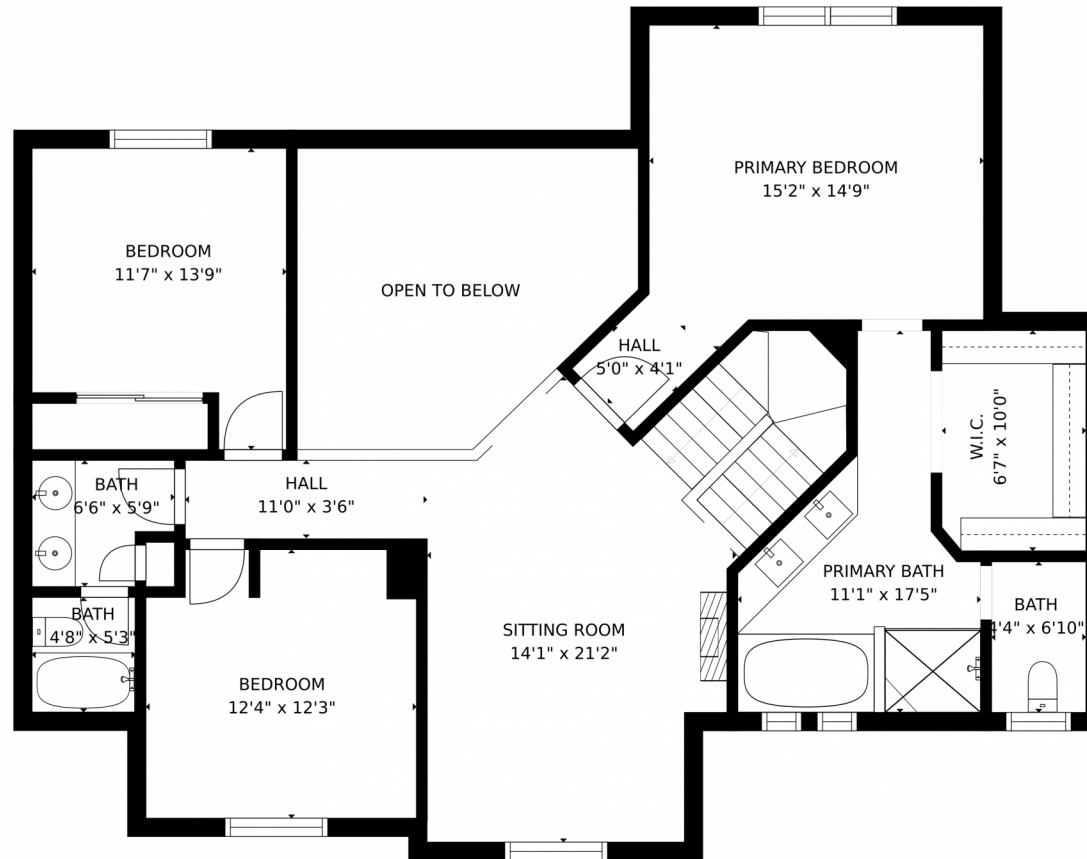 PRIMARY BEDROOM
15'2" x 14'9"
BEDROOM
11'7" x 13'9"
OPEN TO BELOW
HALL
5'0" x 4'1"
W.I.C.
6'7" x 10'0"
BATH
6'6" x 5'9"
HALL
11'0" x 3'6"
PRIMARY BATH
11'1" x 17'5"
BATH
4'4" x 6'10"
BATH
4'8" x 5'3"
SITTING ROOM
14'1" x 21'2"
BEDROOM
12'4" x 12'3"